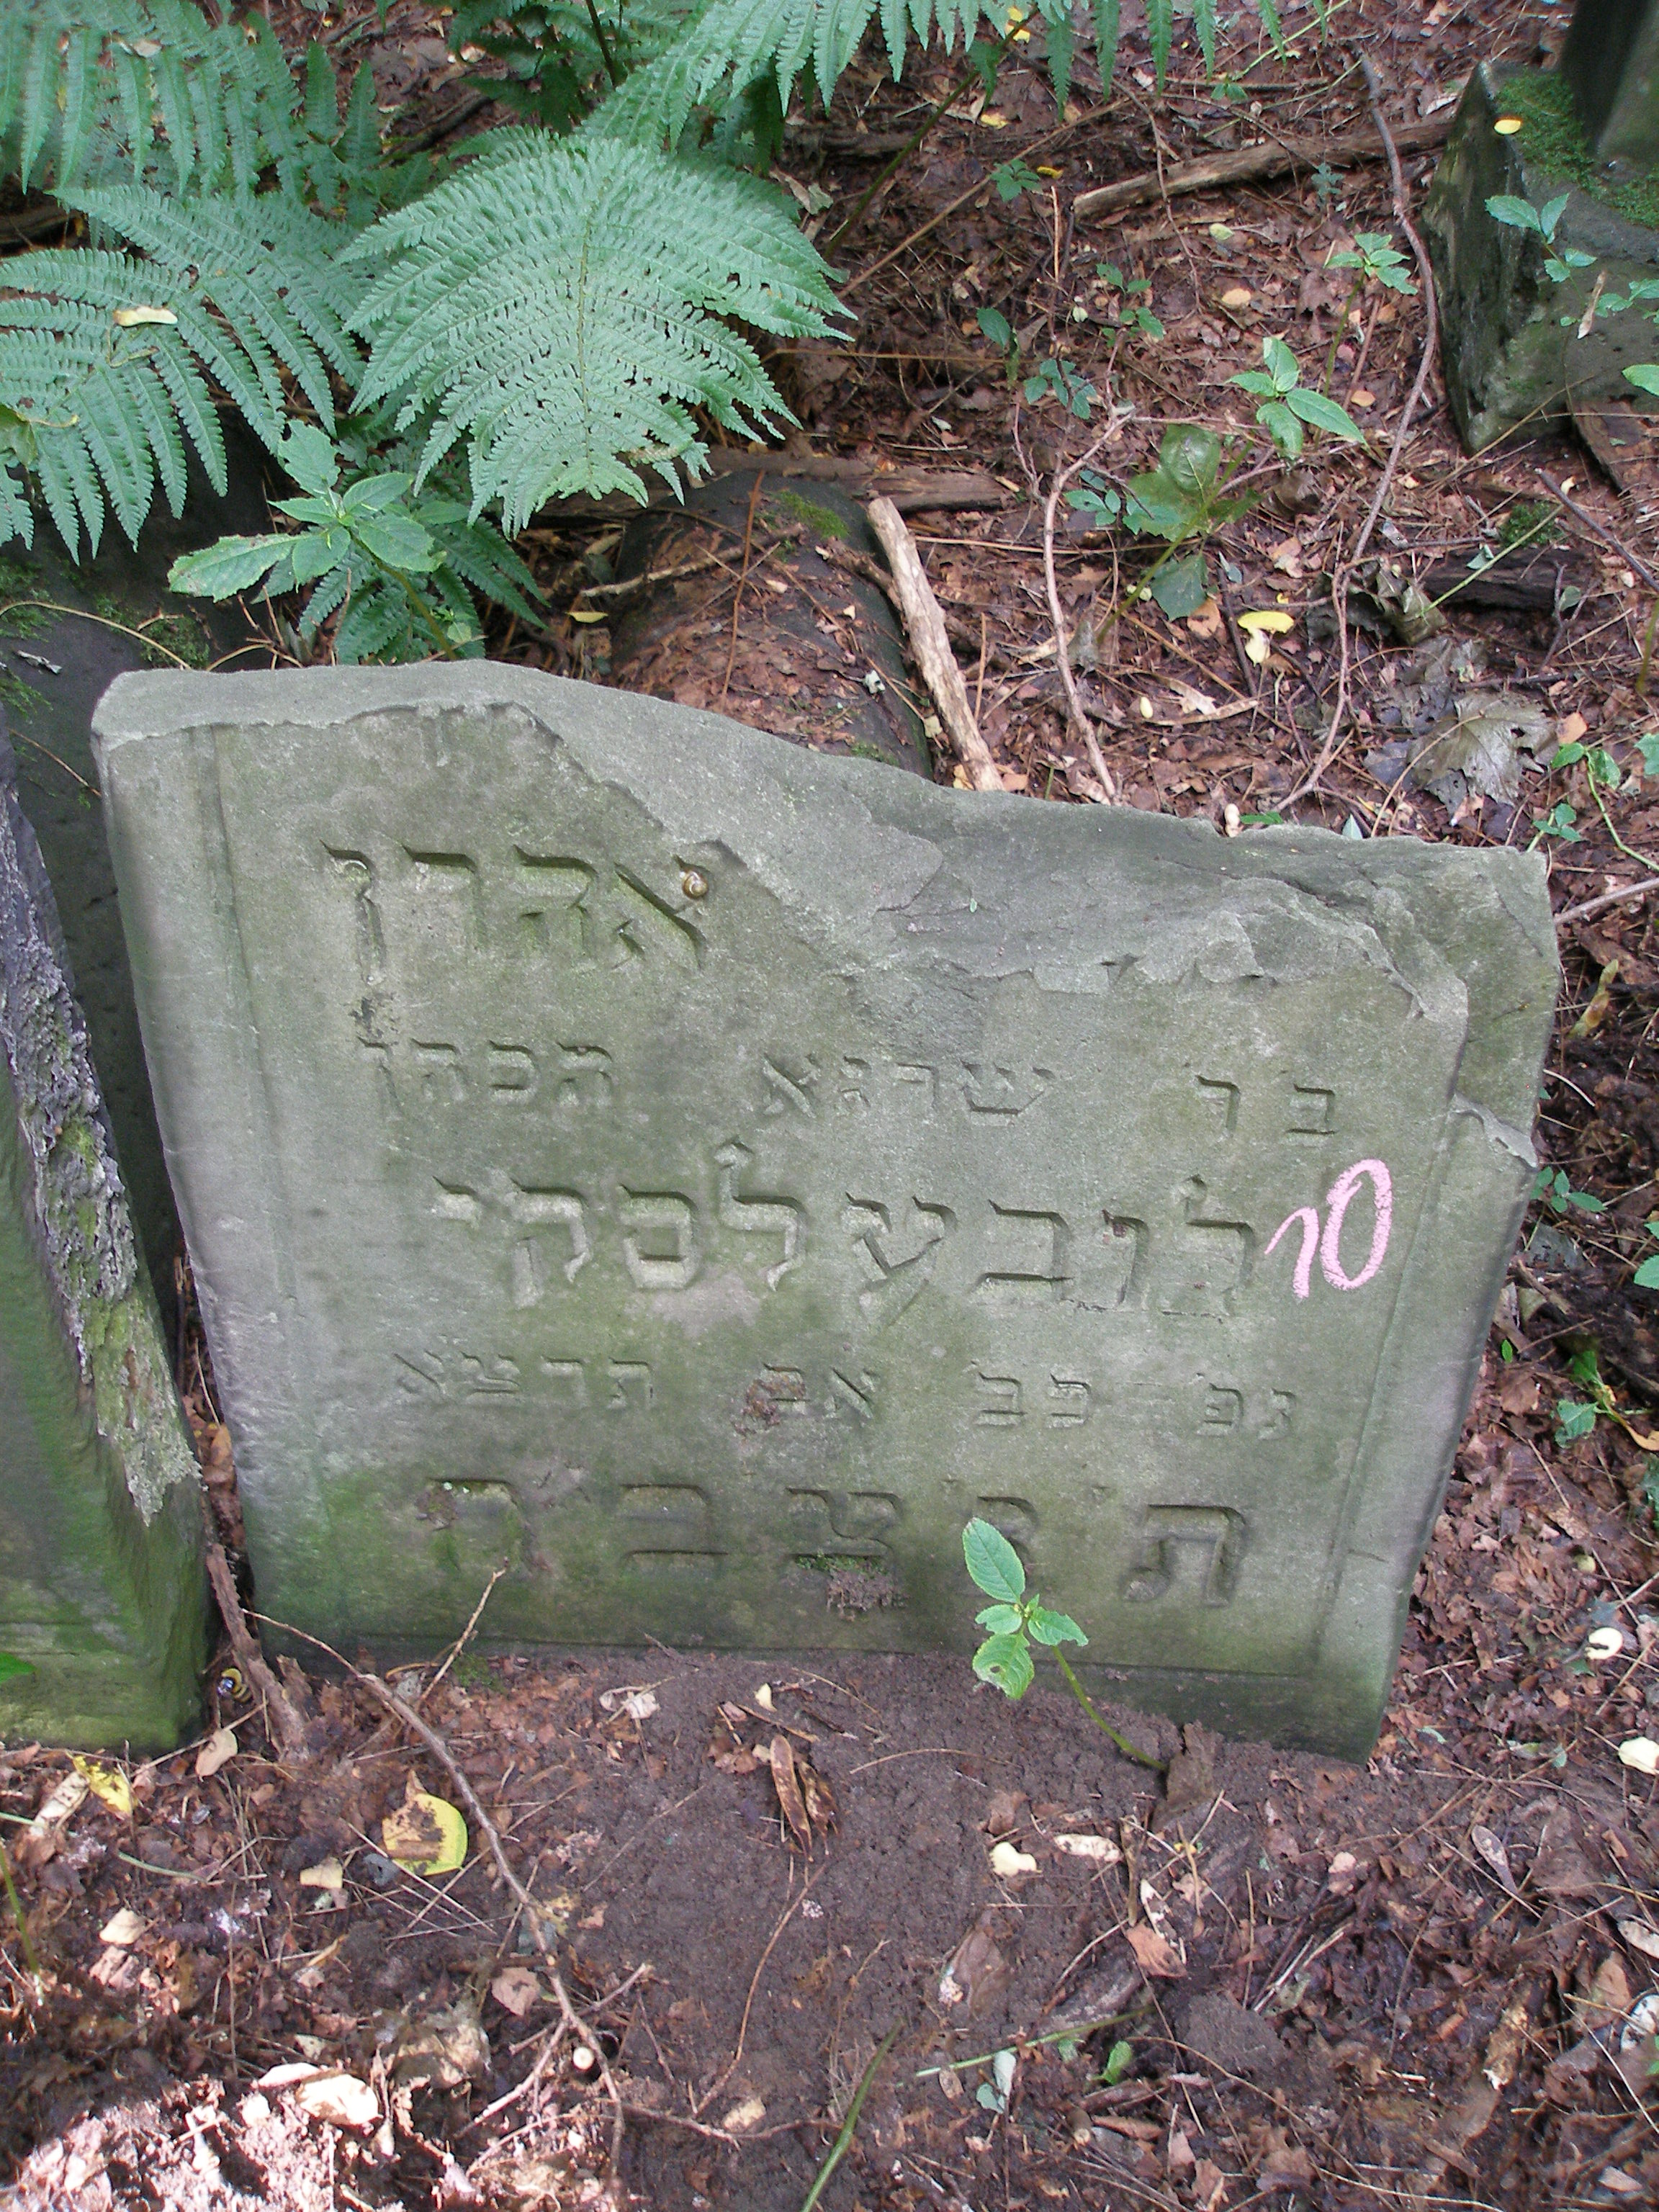 אהרן
בר שרגא הכהן
לובעלסקי
10
נפ - כב אב תרצא
ת'נ'צ'ב'ה